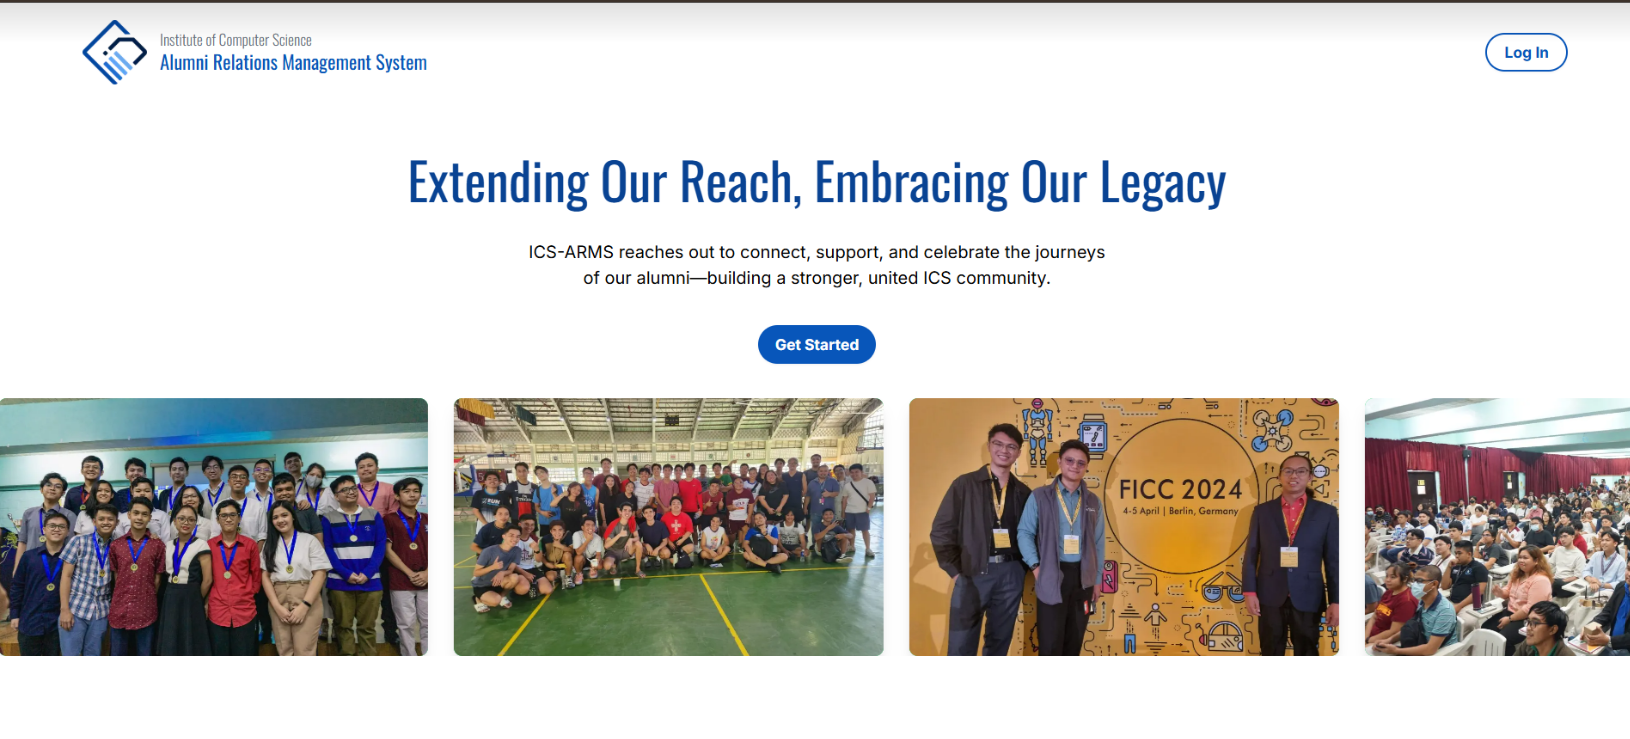 Institute of Computer Science
Alumni Relations Management System
Log In
Extending Our Reach, Embracing Our Legacy
ICS-ARMS reaches out to connect, support, and celebrate the journeys
of our alumni—building a stronger, united ICS community.
Get Started
FICC 2024
4-5 April | Berlin, Germany